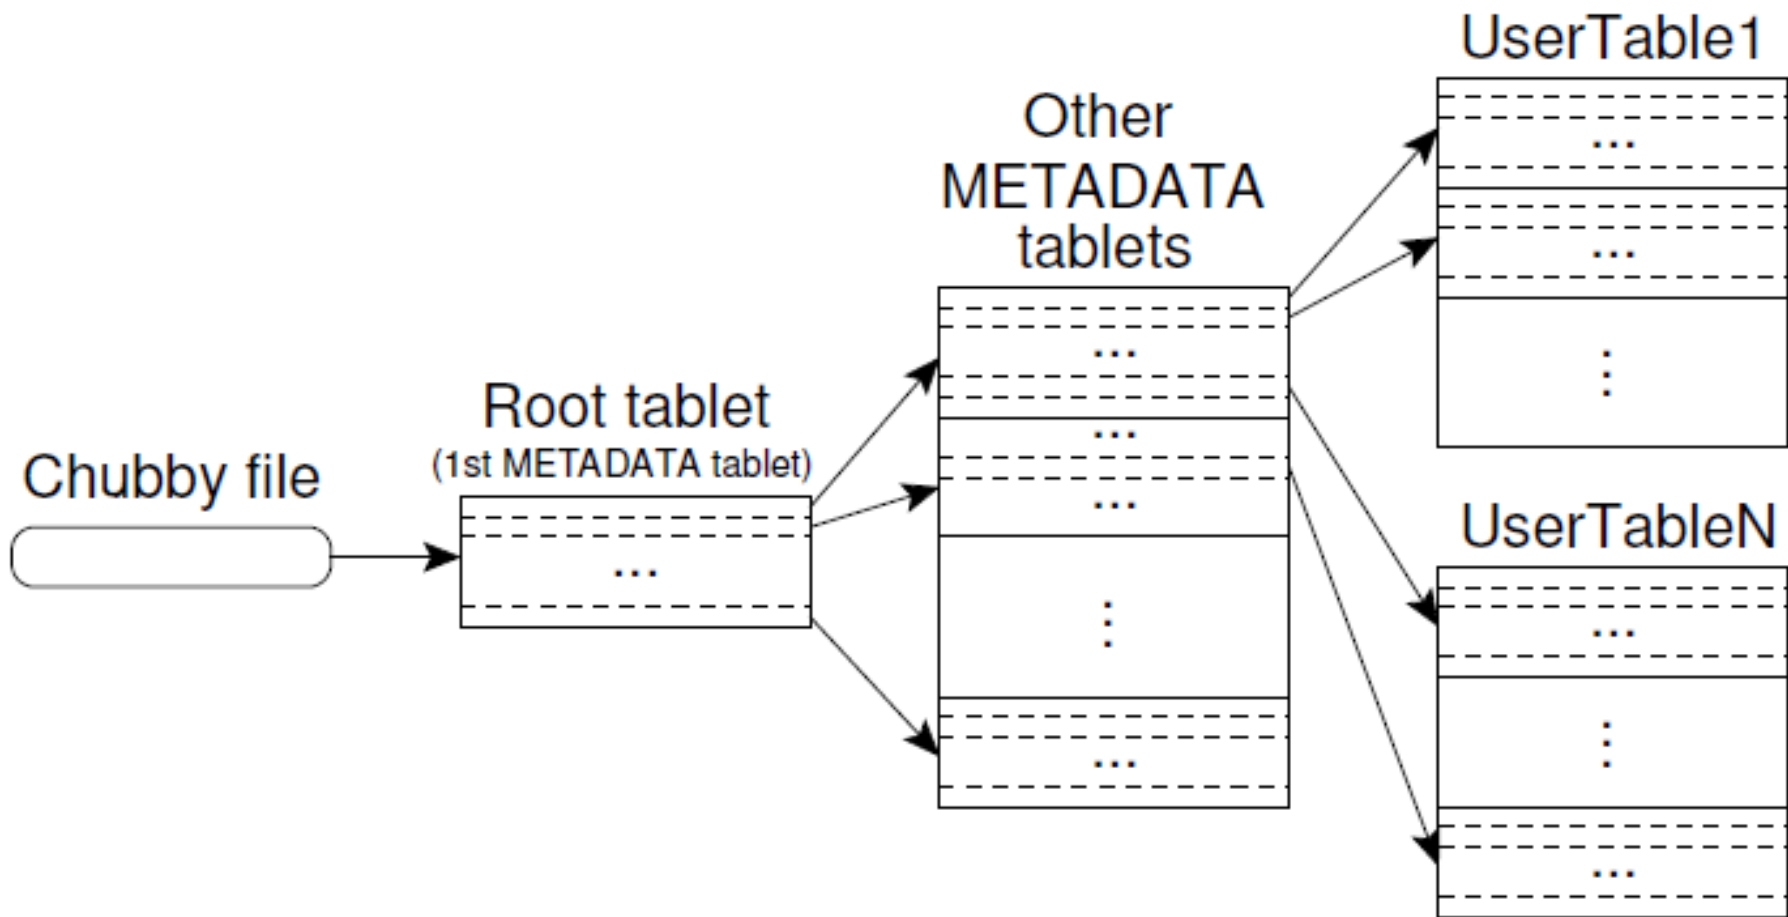 UserTable1
Other
METADATA
tablets
Root tablet
(1st METADATA tablet)
Chubby file
UserTableN
...
...
...
...
...
...
...
...
...